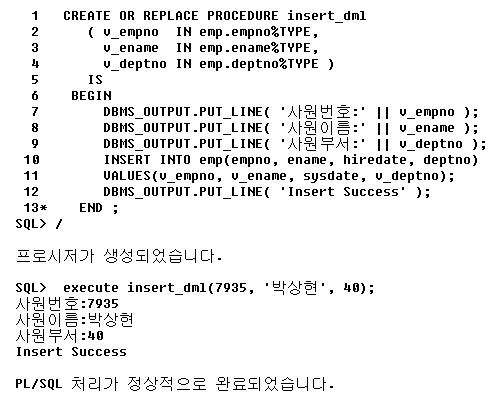 1 CREATE OR REPLACE PROCEDURE insert_dml
2 ( v_empno IN emp.empno%TYPE,
3 v_ename IN emp.ename%TYPE,
4 v_deptno IN emp.deptno%TYPE )
5 IS
6 BEGIN
7 DBMS_OUTPUT.PUT_LINE( '사원번호:' || v_empno );
8 DBMS_OUTPUT.PUT_LINE( '사원이름:' || v_ename );
9 DBMS_OUTPUT.PUT_LINE( '사원부서:' || v_deptno );
10 INSERT INTO emp(empno, ename, hiredate, deptno)
11 VALUES(v_empno, v_ename, sysdate, v_deptno);
12 DBMS_OUTPUT.PUT_LINE( 'Insert Success' );
13* END ;
SQL> /
프로시저가 생성되었습니다.
SQL> execute insert_dml(7935, '박상현', 40);
사원번호:7935
사원이름:박상현
사원부서:40
Insert Success
PL/SQL 처리가 정상적으로 완료되었습니다.